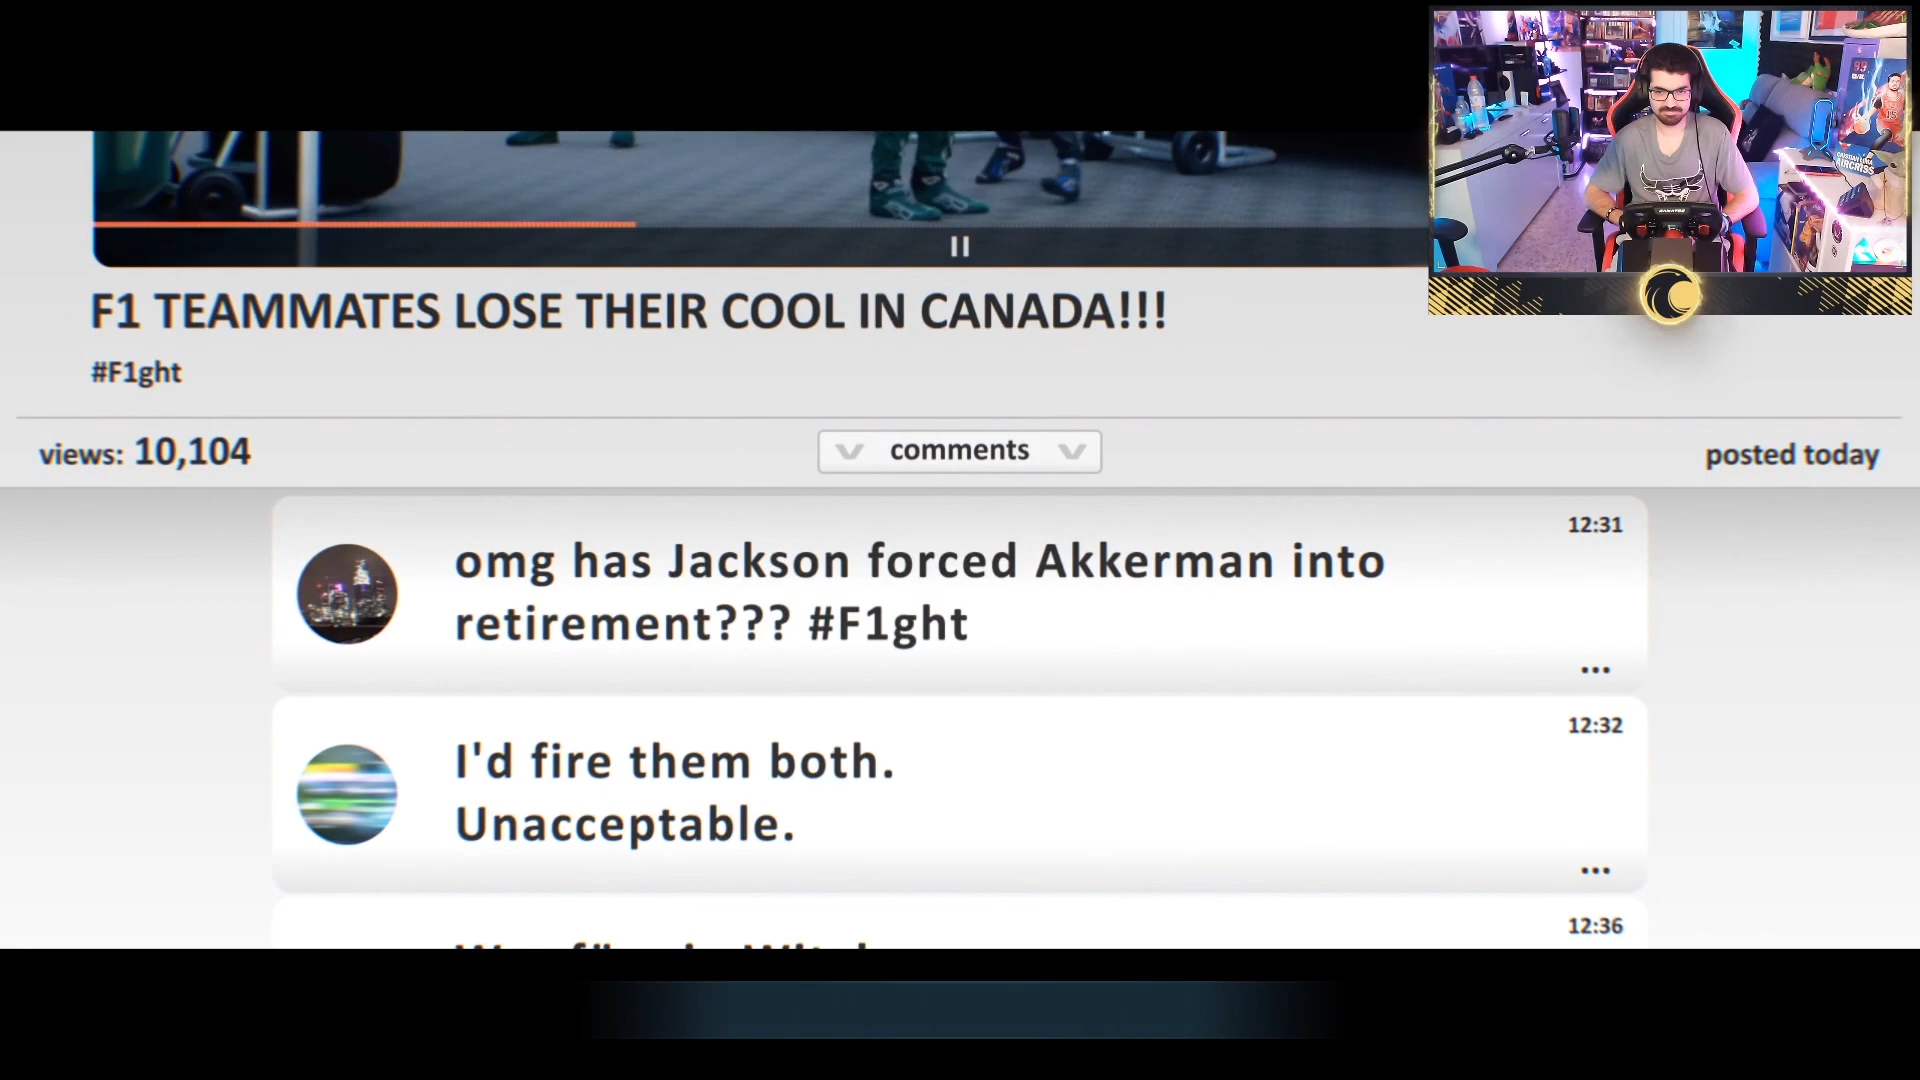 F1 TEAMMATES LOSE THEIR COOL IN CANADA!!!
#F1ght
views: 10,104
comments
posted today
12:31
omg has Jackson forced Akkerman into
retirement??? #F1ght
...
12:32
I'd fire them both.
Unacceptable.
...
12:36